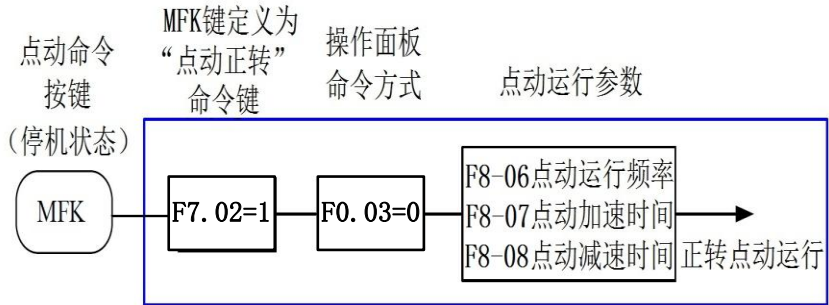 点动命令
按键
(停机状态)
MFK键定义为
“点动正转”
命令键
操作面板
命令方式
点动运行参数
MFK
F7.02=1
F0.03=0
F8-06点动运行频率
F8-07点动加速时间
F8-08点动减速时间
正转点动运行